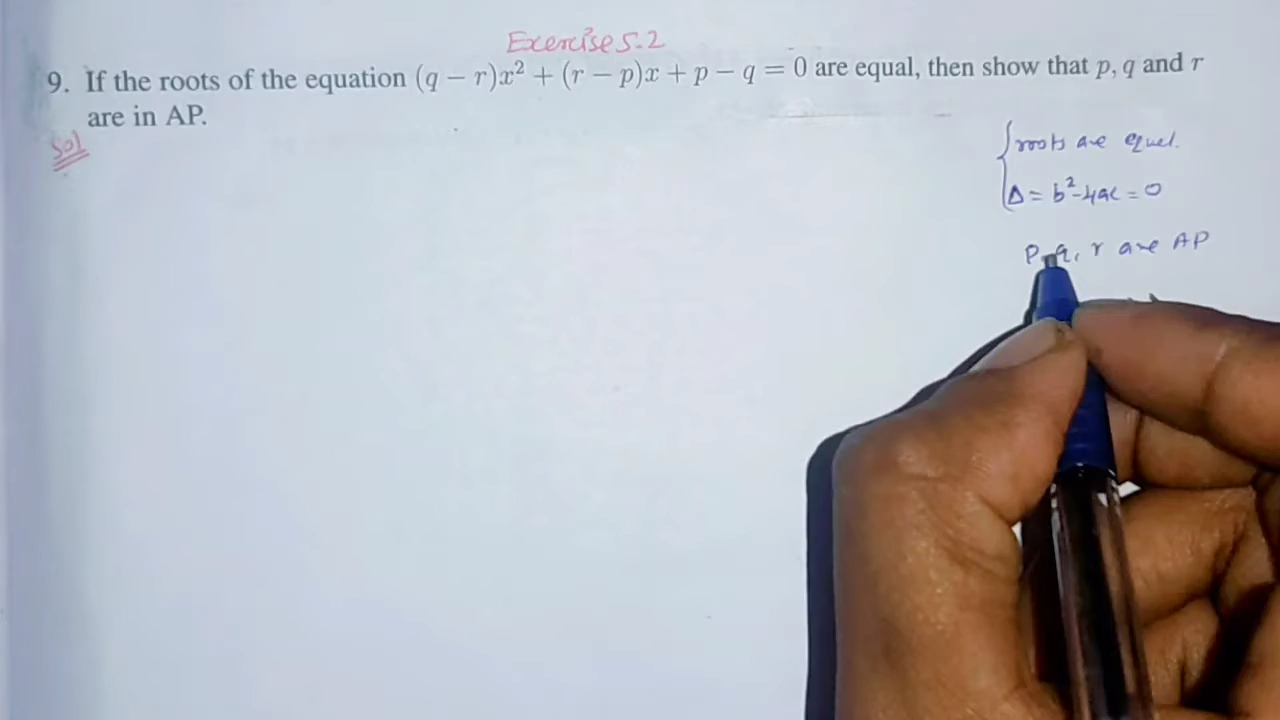 Exercise 5.2
9. If the roots of the equation (q − r)x² + (r − p)x + p − q = 0 are equal, then show that p, q and r
are in AP.
Sol
roots are equal.
Δ = b²-4ac = 0
P, q, r are AP